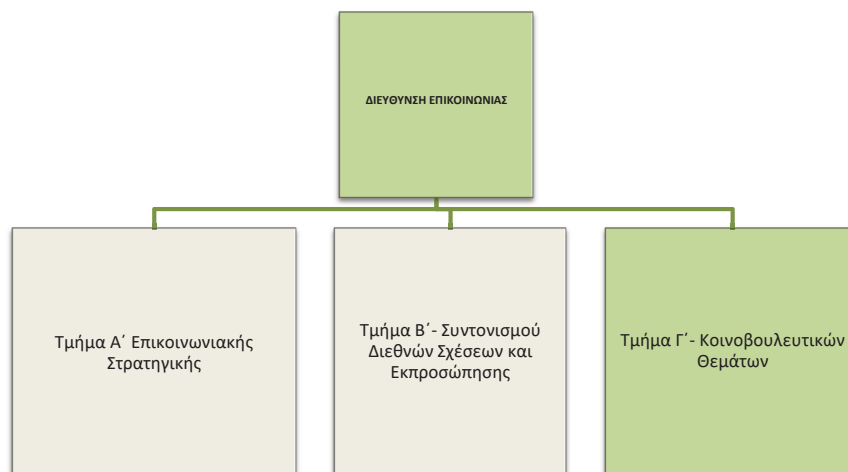 ΔΙΕΥΘΥΝΣΗ ΕΠΙΚΟΙΝΩΝΙΑΣ
Τμήμα Α΄ Επικοινωνιακής
Στρατηγικής
Τμήμα Β΄- Συντονισμού
Διεθνών Σχέσεων και
Εκπροσώπησης
Τμήμα Γ΄- Κοινοβουλευτικών
Θεμάτων